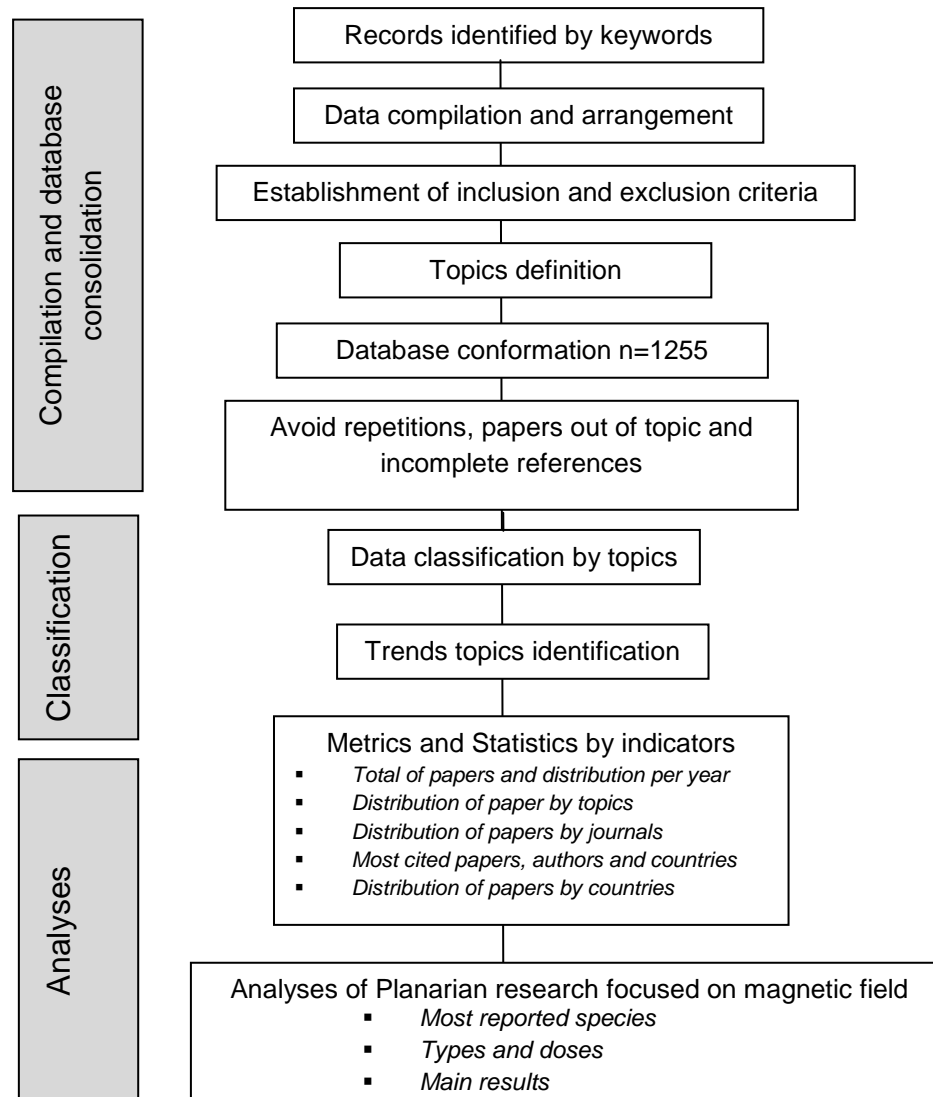 Compilation and database
consolidation
Records identified by keywords
Data compilation and arrangement
Establishment of inclusion and exclusion criteria
Topics definition
Database conformation n=1255
Avoid repetitions, papers out of topic and
incomplete references
Classification
Data classification by topics
Trends topics identification
Analyses
Metrics and Statistics by indicators
▪ Total of papers and distribution per year
▪ Distribution of paper by topics
▪ Distribution of papers by journals
▪ Most cited papers, authors and countries
▪ Distribution of papers by countries
Analyses of Planarian research focused on magnetic field
▪ Most reported species
▪ Types and doses
▪ Main results